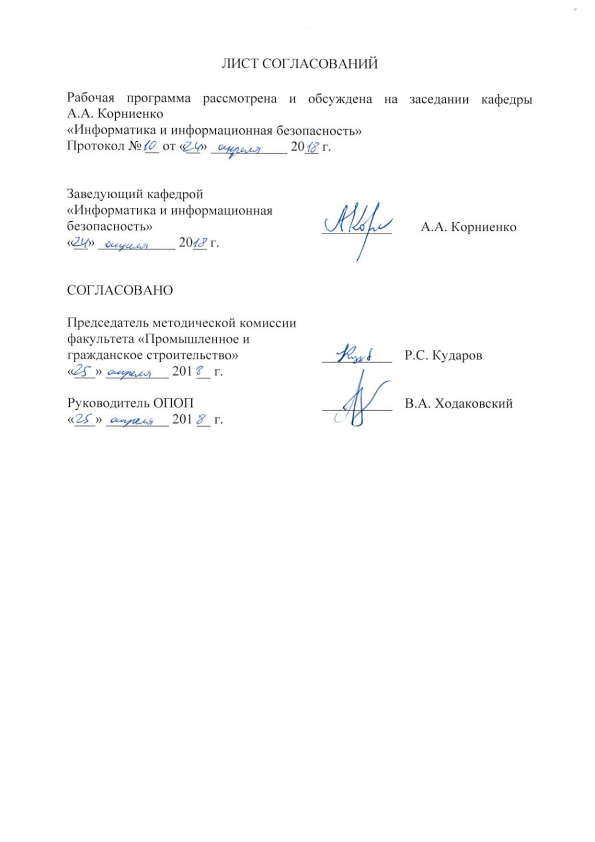 ЛИСТ СОГЛАСОВАНИЙ
Рабочая программа рассмотрена и обсуждена на заседании кафедры
А.А. Корниенко
«Информатика и информационная безопасность»
Протокол № 10 от «24» апреля 2018 г.
Заведующий кафедрой
«Информатика и информационная
безопасность» А.А. Корниенко
«24» апреля 2018 г.
СОГЛАСОВАНО
Председатель методической комиссии
факультета «Промышленное и
гражданское строительство» Р.С. Кударов
«25» апреля 2018 г.
Руководитель ОПОП В.А. Ходаковский
«25» апреля 2018 г.